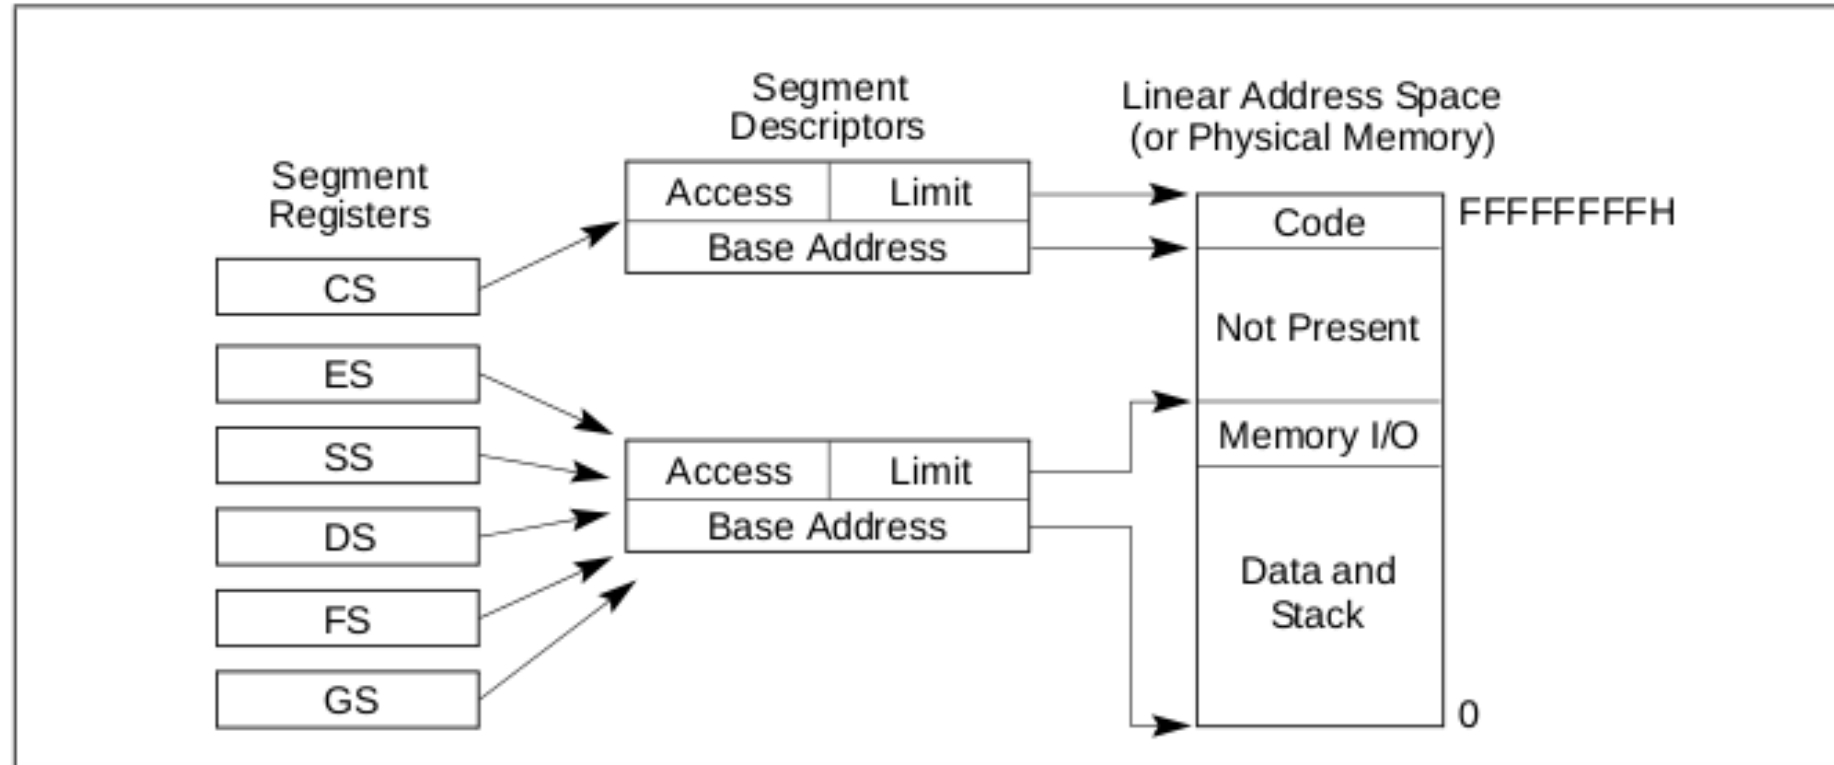 Segment
Registers
CS
ES
SS
DS
FS
GS
Segment
Descriptors
Access
Limit
Base Address
Access
Limit
Base Address
Linear Address Space
(or Physical Memory)
Code
Not Present
Memory I/O
Data and
Stack
FFFFFFFFH
0